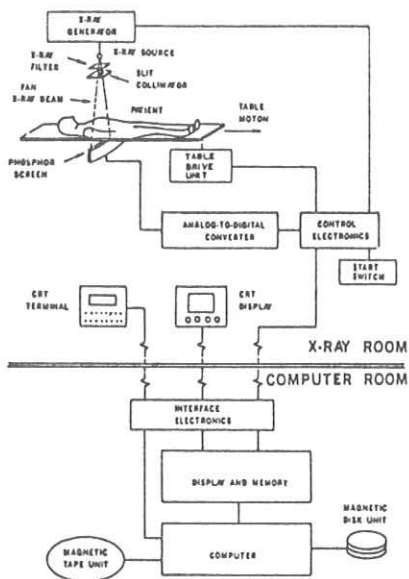 X-RAY
GENERATOR
X-RAY
FILTER
X-RAY SOURCE
SLIT
COLLIMATOR
FAN
X-RAY BEAM
PATIENT
TABLE
MOTION
PHOSPHOR
SCREEN
TABLE
DRIVE
UNIT
ANALOG-TO-DIGITAL
CONVERTER
CONTROL
ELECTRONICS
START
SWITCH
CRT
TERMINAL
CRT
DISPLAY
X-RAY ROOM
COMPUTER ROOM
INTERFACE
ELECTRONICS
DISPLAY AND MEMORY
MAGNETIC
DISK UNIT
COMPUTER
MAGNETIC
TAPE UNIT